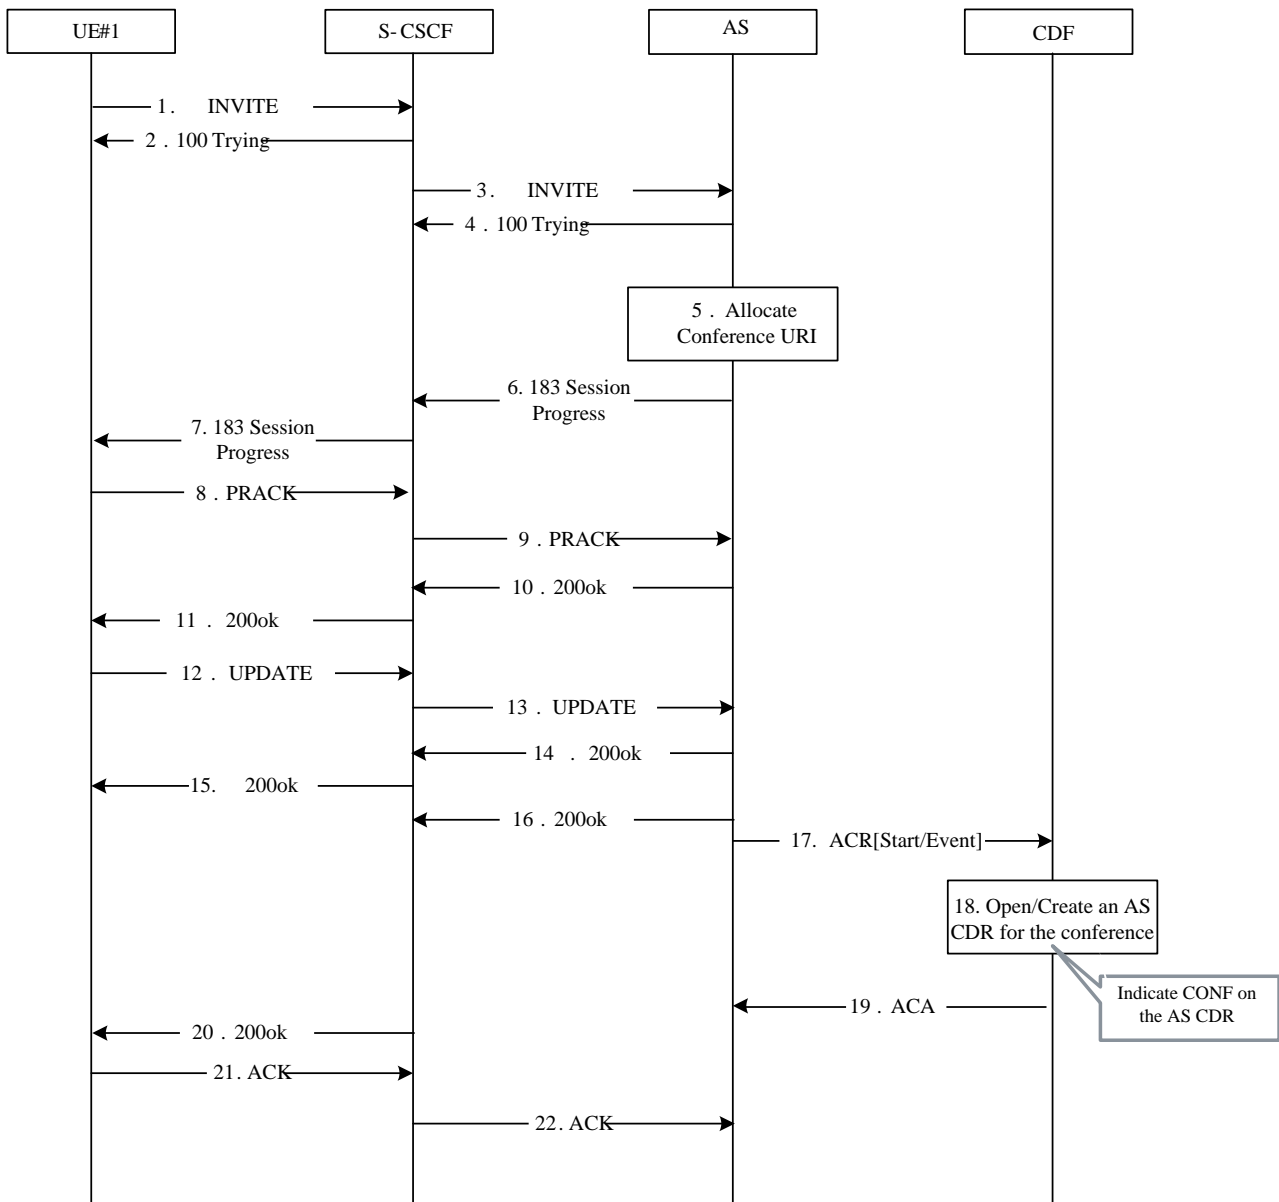 UE#1
S-CSCF
AS
CDF
1. INVITE
2 . 100 Trying
3. INVITE
4 . 100 Trying
5 . Allocate
Conference URI
6. 183 Session
Progress
7. 183 Session
Progress
8 . PRACK
9 . PRACK
10 . 200ok
11 . 200ok
12 . UPDATE
13 . UPDATE
14 . 200ok
15. 200ok
16 . 200ok
17. ACR[Start/Event]
18. Open/Create an AS
CDR for the conference
Indicate CONF on
the AS CDR
19 . ACA
20 . 200ok
21. ACK
22. ACK